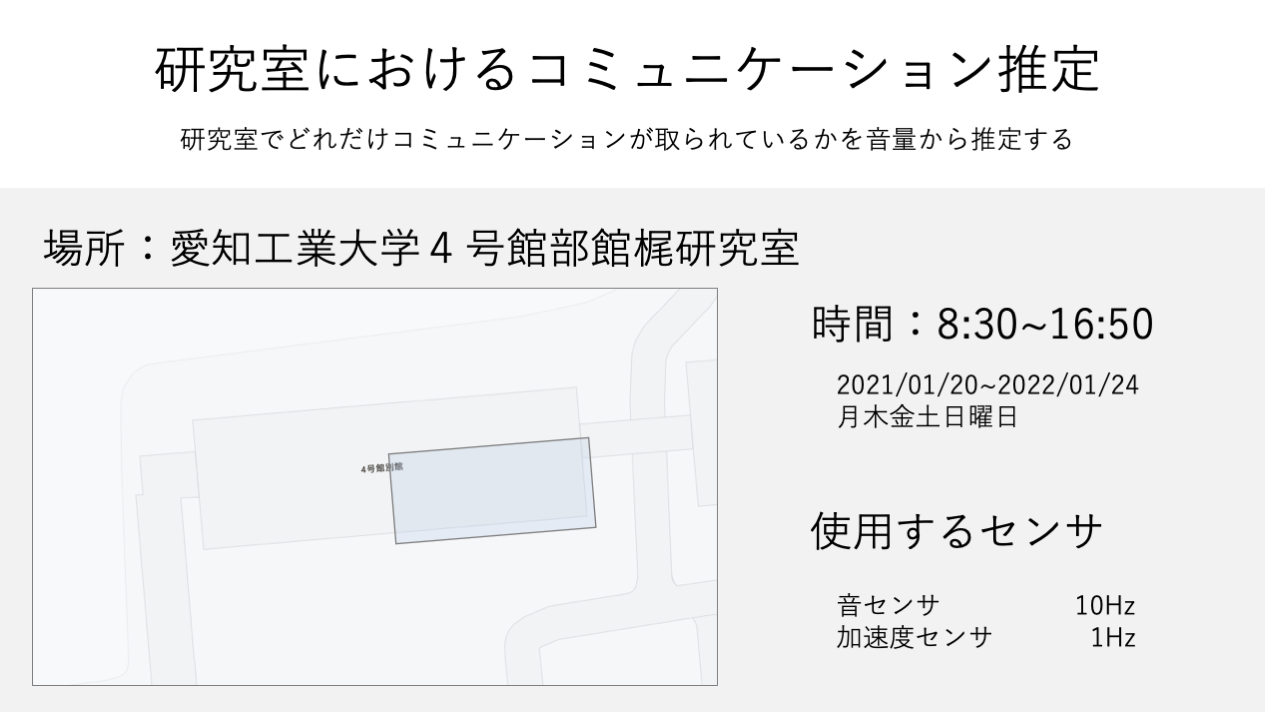 研究室におけるコミュニケーション推定
研究室でどれだけコミュニケーションが取られているかを音量から推定する
場所：愛知工業大学４ 号館部館梶研究室
4号館別館
時間：8:30~16:50
2021/01/20~2022/01/24
月木金土日曜日
使用するセンサ
音センサ 10Hz
加速度センサ 1Hz